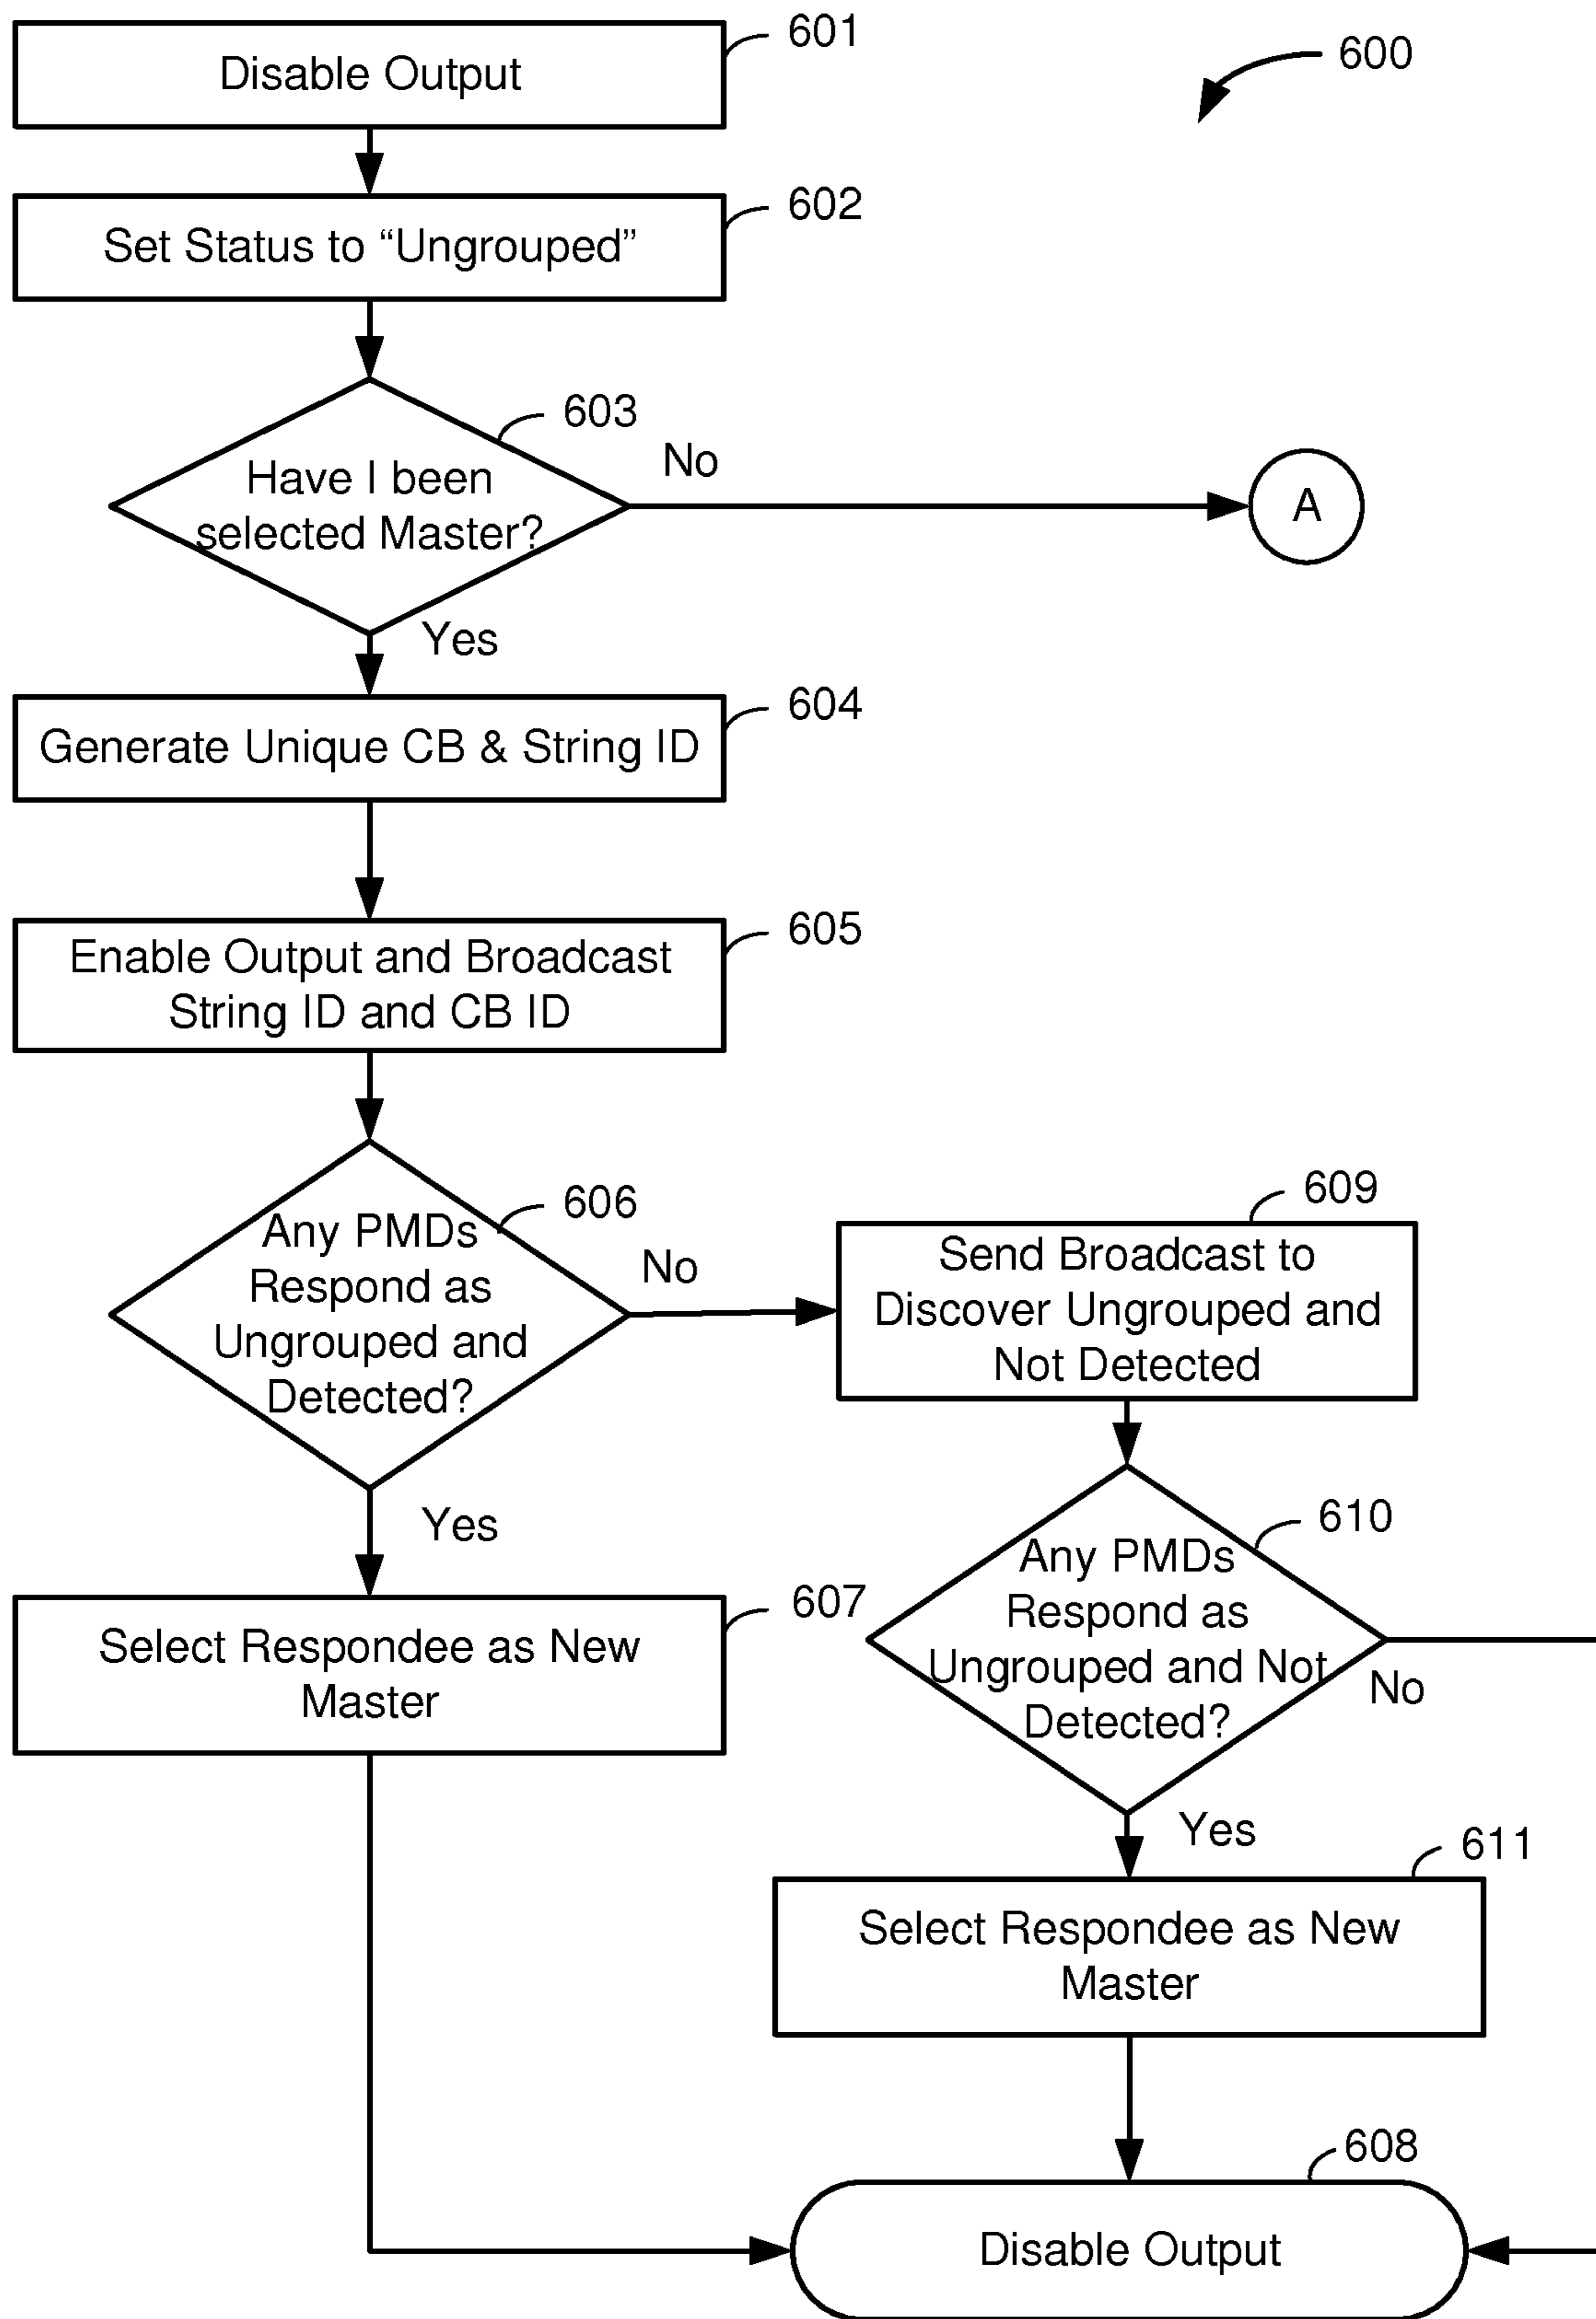 601
Disable Output
600
602
Set Status to “Ungrouped”
603
Have I been
selected Master?
No
A
Yes
604
Generate Unique CB & String ID
605
Enable Output and Broadcast
String ID and CB ID
606
Any PMDs
Respond as
Ungrouped and
Detected?
No
609
Send Broadcast to
Discover Ungrouped and
Not Detected
Yes
610
Any PMDs
Respond as
Ungrouped and Not
Detected?
No
607
Select Respondee as New
Master
Yes
611
Select Respondee as New
Master
608
Disable Output